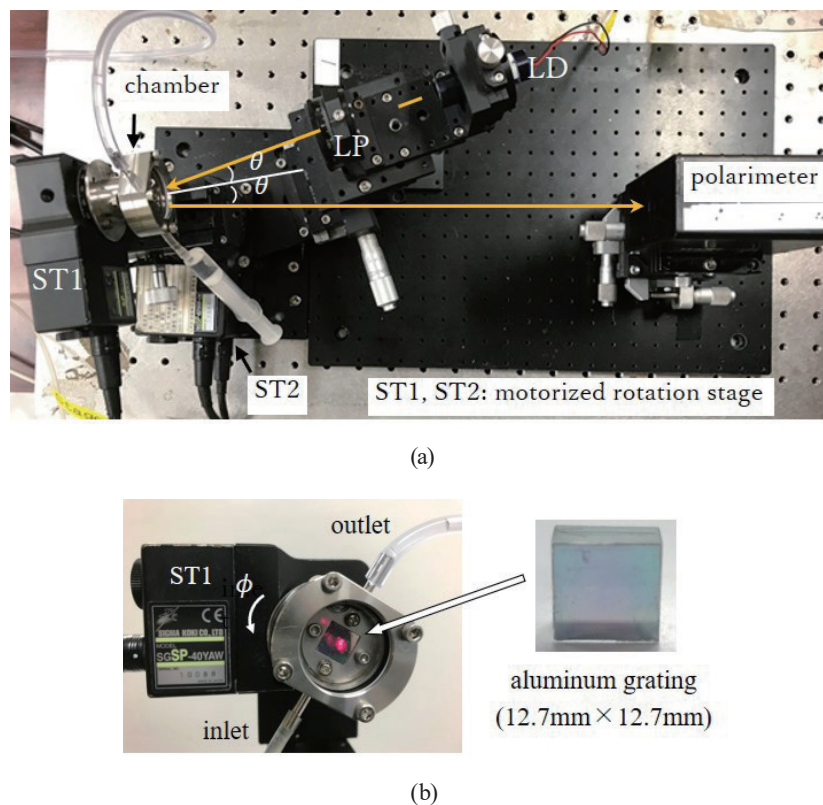 chamber
LD
LP
θ
θ
polarimeter
ST1
ST2
ST1, ST2: motorized rotation stage
(a)
outlet
ST1
ϕ
CE
SIGMA KOKI CO., LTD
MODEL
SGSP-40YAW
inlet
aluminum grating
(12.7mm×12.7mm)
(b)